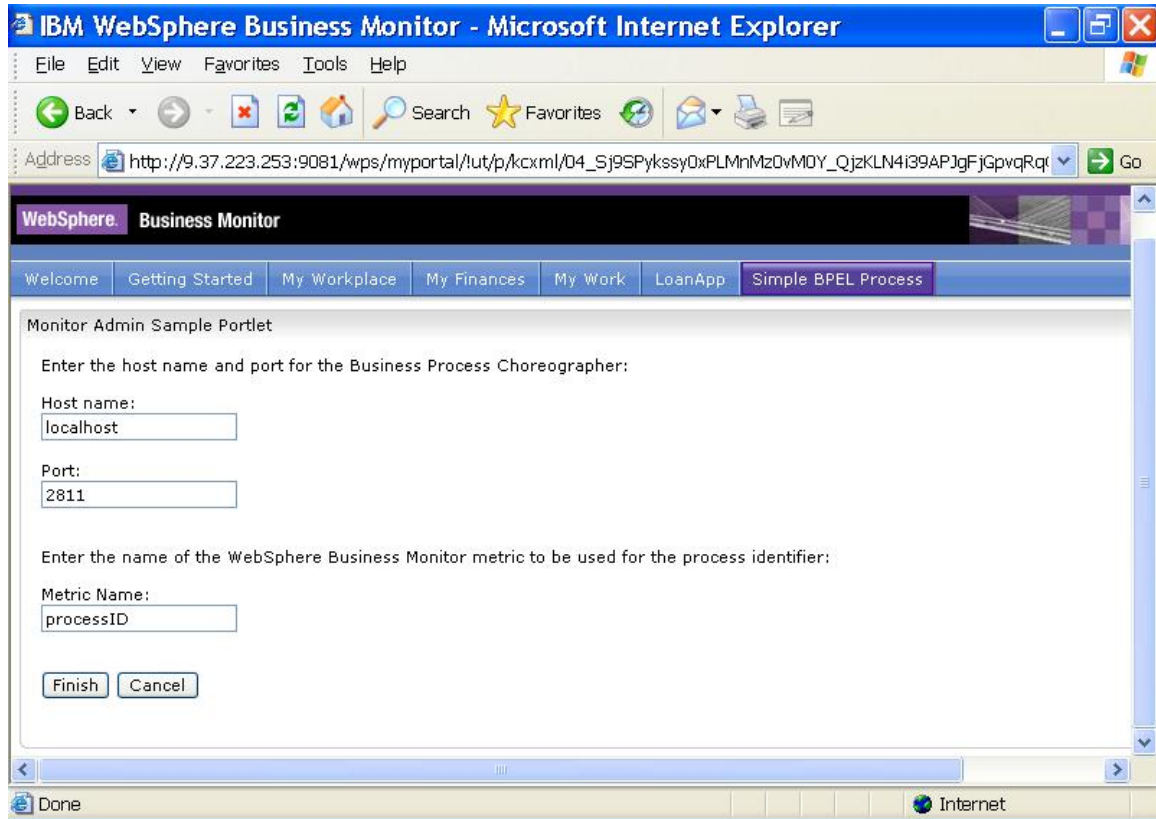 IBM WebSphere Business Monitor - Microsoft Internet Explorer
File Edit View Favorites Tools Help
Back Search Favorites
Address http://9.37.223.253:9081/wps/myportal/!ut/p/kcxml/04_Sj9SPykssy0xPLMnMz0vM0Y_QjzKLN4i39APJgFjGpvqRq( Go
WebSphere. Business Monitor
Welcome Getting Started My Workplace My Finances My Work LoanApp Simple BPEL Process
Monitor Admin Sample Portlet
Enter the host name and port for the Business Process Choreographer:
Host name:
localhost
Port:
2811
Enter the name of the WebSphere Business Monitor metric to be used for the process identifier:
Metric Name:
processID
Finish Cancel
Done Internet